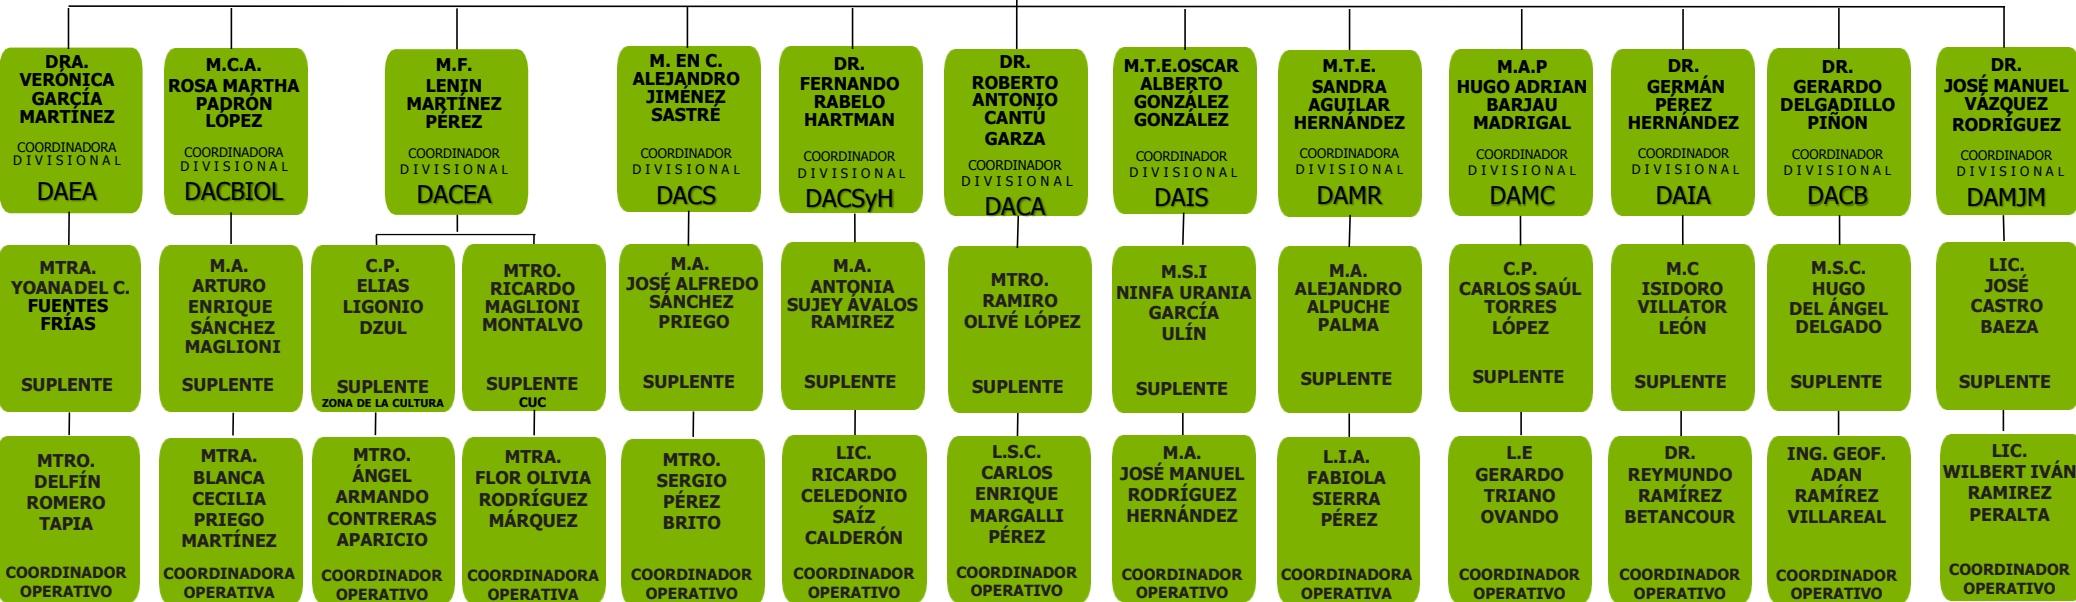 DRA.
VERÓNICA
GARCÍA
MARTÍNEZ
COORDINADORA
DIVISIONAL
DAEA
M.C.A.
ROSA MARTHA
PADRÓN
LÓPEZ
COORDINADORA
DIVISIONAL
DACBIOL
M.F.
LENIN
MARTÍNEZ
PÉREZ
COORDINADOR
DIVISIONAL
DACEA
M. EN C.
ALEJANDRO
JIMÉNEZ
SASTRÉ
COORDINADOR
DIVISIONAL
DACS
DR.
FERNANDO
RABELO
HARTMAN
COORDINADOR
DIVISIONAL
DACSyH
DR.
ROBERTO
ANTONIO
CANTÚ
GARZA
COORDINADOR
DIVISIONAL
DACA
M.T.E.OSCAR
ALBERTO
GONZÁLEZ
GONZÁLEZ
COORDINADOR
DIVISIONAL
DAIS
M.T.E.
SANDRA
AGUILAR
HERNÁNDEZ
COORDINADORA
DIVISIONAL
DAMR
M.A.P
HUGO ADRIAN
BARJAU
MADRIGAL
COORDINADOR
DIVISIONAL
DAMC
DR.
GERMÁN
PÉREZ
HERNÁNDEZ
COORDINADOR
DIVISIONAL
DAIA
DR.
GERARDO
DELGADILLO
PIÑON
COORDINADOR
DIVISIONAL
DACB
DR.
JOSÉ MANUEL
VÁZQUEZ
RODRÍGUEZ
COORDINADOR
DIVISIONAL
DAMJM
MTRA.
YOANA DEL C.
FUENTES
FRÍAS
SUPLENTE
M.A.
ARTURO
ENRIQUE
SÁNCHEZ
MAGLIONI
SUPLENTE
C.P.
ELIAS
LIGONIO
DZUL
SUPLENTE
ZONA DE LA CULTURA
MTRO.
RICARDO
MAGLIONI
MONTALVO
SUPLENTE
CUC
M.A.
JOSÉ ALFREDO
SÁNCHEZ
PRIEGO
SUPLENTE
M.A.
ANTONIA
SUJEY ÁVALOS
RAMIREZ
SUPLENTE
MTRO.
RAMIRO
OLIVÉ LÓPEZ
SUPLENTE
M.S.I
NINFA URANIA
GARCÍA
ULÍN
SUPLENTE
M.A.
ALEJANDRO
ALPUCHE
PALMA
SUPLENTE
C.P.
CARLOS SAÚL
TORRES
LÓPEZ
SUPLENTE
M.C
ISIDORO
VILLATOR
LEÓN
SUPLENTE
M.S.C.
HUGO
DEL ÁNGEL
DELGADO
SUPLENTE
LIC.
JOSÉ
CASTRO
BAEZA
SUPLENTE
MTRO.
DELFÍN
ROMERO
TAPIA
COORDINADOR
OPERATIVO
MTRA.
BLANCA
CECILIA
PRIEGO
MARTÍNEZ
COORDINADORA
OPERATIVA
MTRO.
ÁNGEL
ARMANDO
CONTRERAS
APARICIO
COORDINADOR
OPERATIVO
MTRA.
FLOR OLIVIA
RODRÍGUEZ
MÁRQUEZ
COORDINADORA
OPERATIVA
MTRO.
SERGIO
PÉREZ
BRITO
COORDINADOR
OPERATIVO
LIC.
RICARDO
CELEDONIO
SAÍZ
CALDERÓN
COORDINADOR
OPERATIVO
L.S.C.
CARLOS
ENRIQUE
MARGALLI
PÉREZ
COORDINADOR
OPERATIVO
M.A.
JOSÉ MANUEL
RODRÍGUEZ
HERNÁNDEZ
COORDINADOR
OPERATIVO
L.I.A.
FABIOLA
SIERRA
PÉREZ
COORDINADORA
OPERATIVA
L.E
GERARDO
TRIANO
OVANDO
COORDINADOR
OPERATIVO
DR.
REYMUNDO
RAMÍREZ
BETANCOUR
COORDINADOR
OPERATIVO
ING. GEOF.
ADAN
RAMÍREZ
VILLAREAL
COORDINADOR
OPERATIVO
LIC.
WILBERT IVÁN
RAMIREZ
PERALTA
COORDINADOR
OPERATIVO